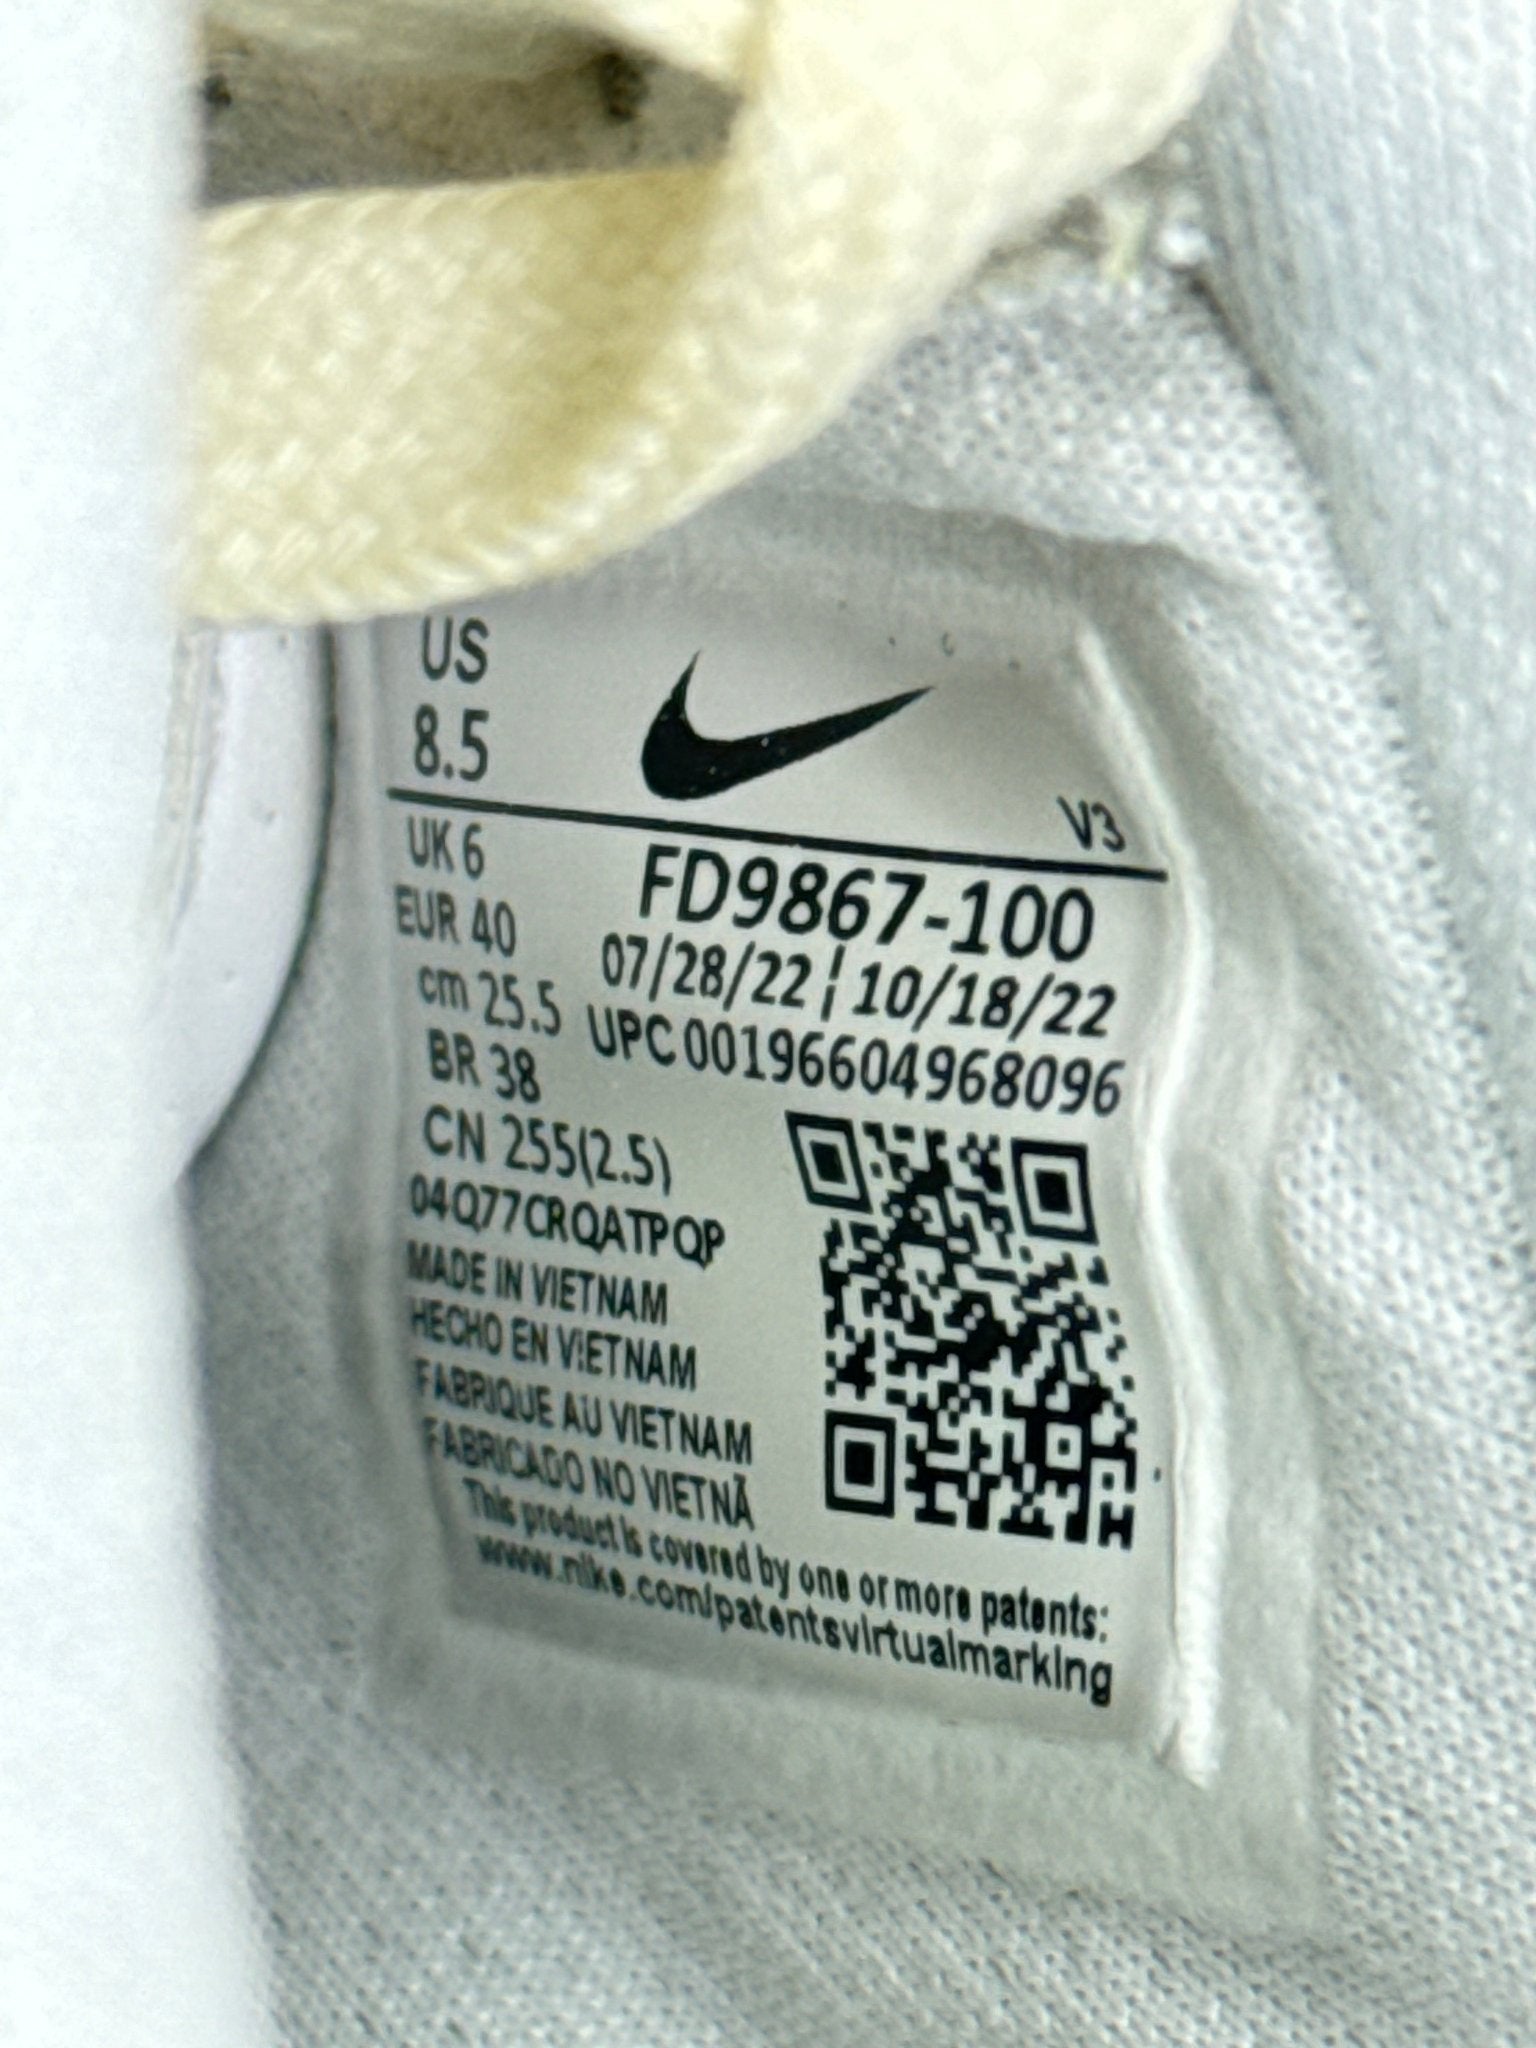 US
8.5
V3
UK 6
FD9867-100
EUR 40
07/28/22 ¦ 10/18/22
cm 25.5
UPC 00196604968096
BR 38
CN 255(2.5)
04Q77CRQATPQP
MADE IN VIETNAM
HECHO EN VIETNAM
FABRIQUE AU VIETNAM
FABRICADO NO VIETNÃ
This product is covered by one or more patents:
www.nike.com/patentsvirtualmarking